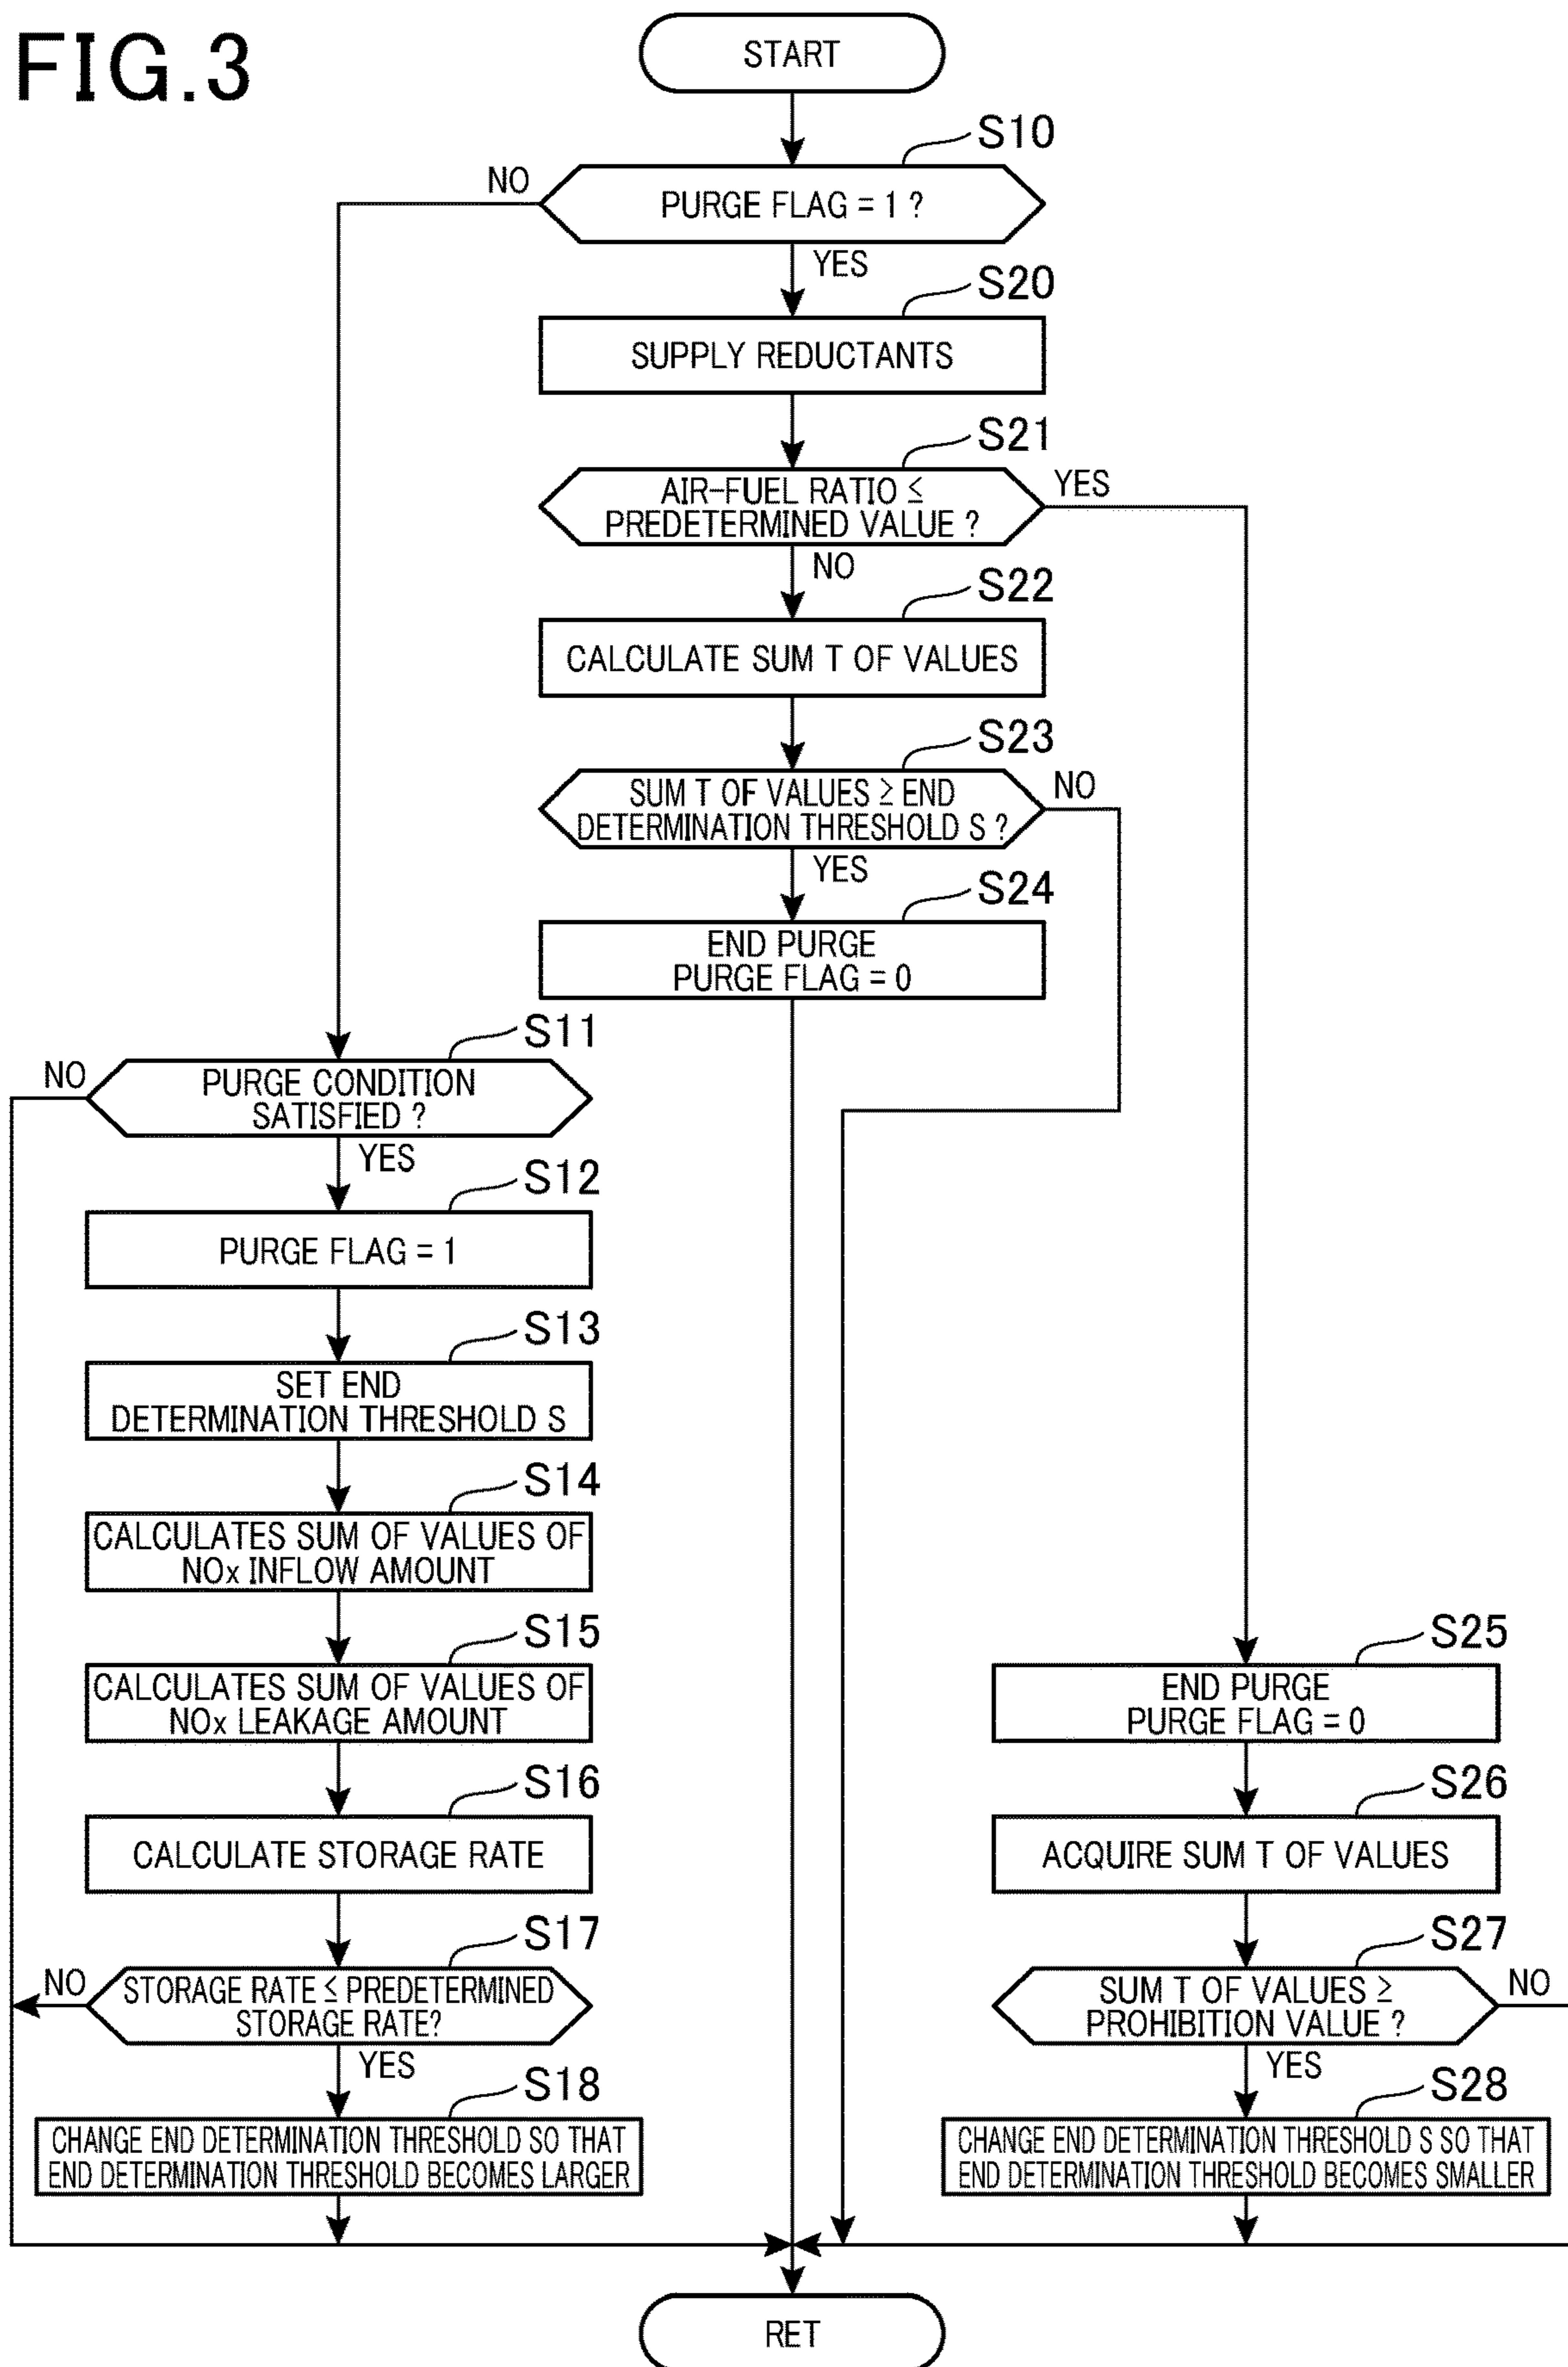 FIG.3
START
S10
NO
PURGE FLAG = 1 ?
YES
S20
SUPPLY REDUCTANTS
S21
AIR-FUEL RATIO ≤
PREDETERMINED VALUE ?
YES
NO
S22
CALCULATE SUM T OF VALUES
S23
SUM T OF VALUES ≥ END
DETERMINATION THRESHOLD S ?
NO
YES
S24
END PURGE
PURGE FLAG = 0
S11
NO
PURGE CONDITION
SATISFIED ?
YES
S12
PURGE FLAG = 1
S13
SET END
DETERMINATION THRESHOLD S
S14
CALCULATES SUM OF VALUES OF
NOx INFLOW AMOUNT
S15
CALCULATES SUM OF VALUES OF
NOx LEAKAGE AMOUNT
S16
CALCULATE STORAGE RATE
S17
NO
STORAGE RATE ≤ PREDETERMINED
STORAGE RATE?
YES
S18
CHANGE END DETERMINATION THRESHOLD SO THAT
END DETERMINATION THRESHOLD BECOMES LARGER
S25
END PURGE
PURGE FLAG = 0
S26
ACQUIRE SUM T OF VALUES
S27
SUM T OF VALUES ≥
PROHIBITION VALUE ?
NO
YES
S28
CHANGE END DETERMINATION THRESHOLD S SO THAT
END DETERMINATION THRESHOLD BECOMES SMALLER
RET